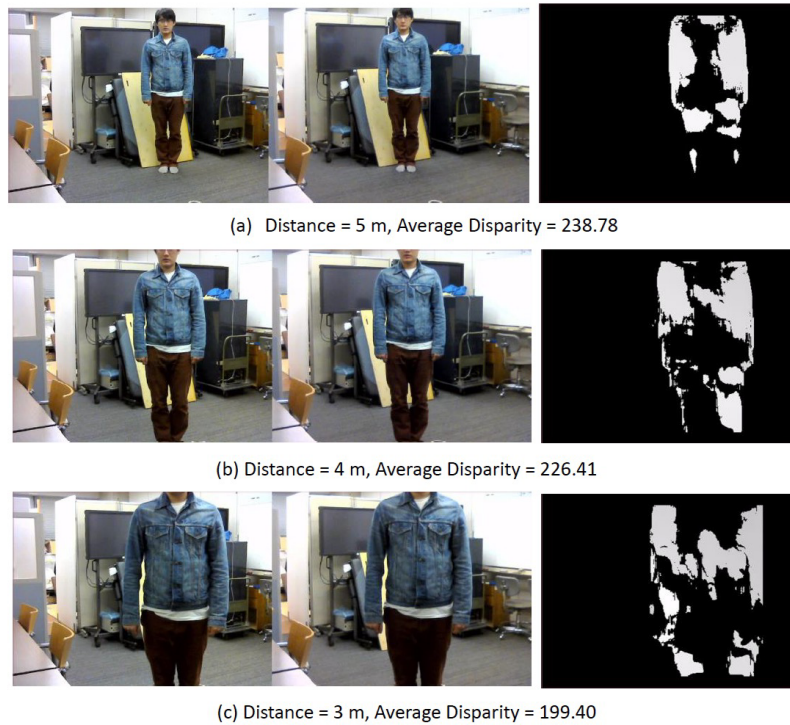 (a) Distance = 5 m, Average Disparity = 238.78
(b) Distance = 4 m, Average Disparity = 226.41
(c) Distance = 3 m, Average Disparity = 199.40